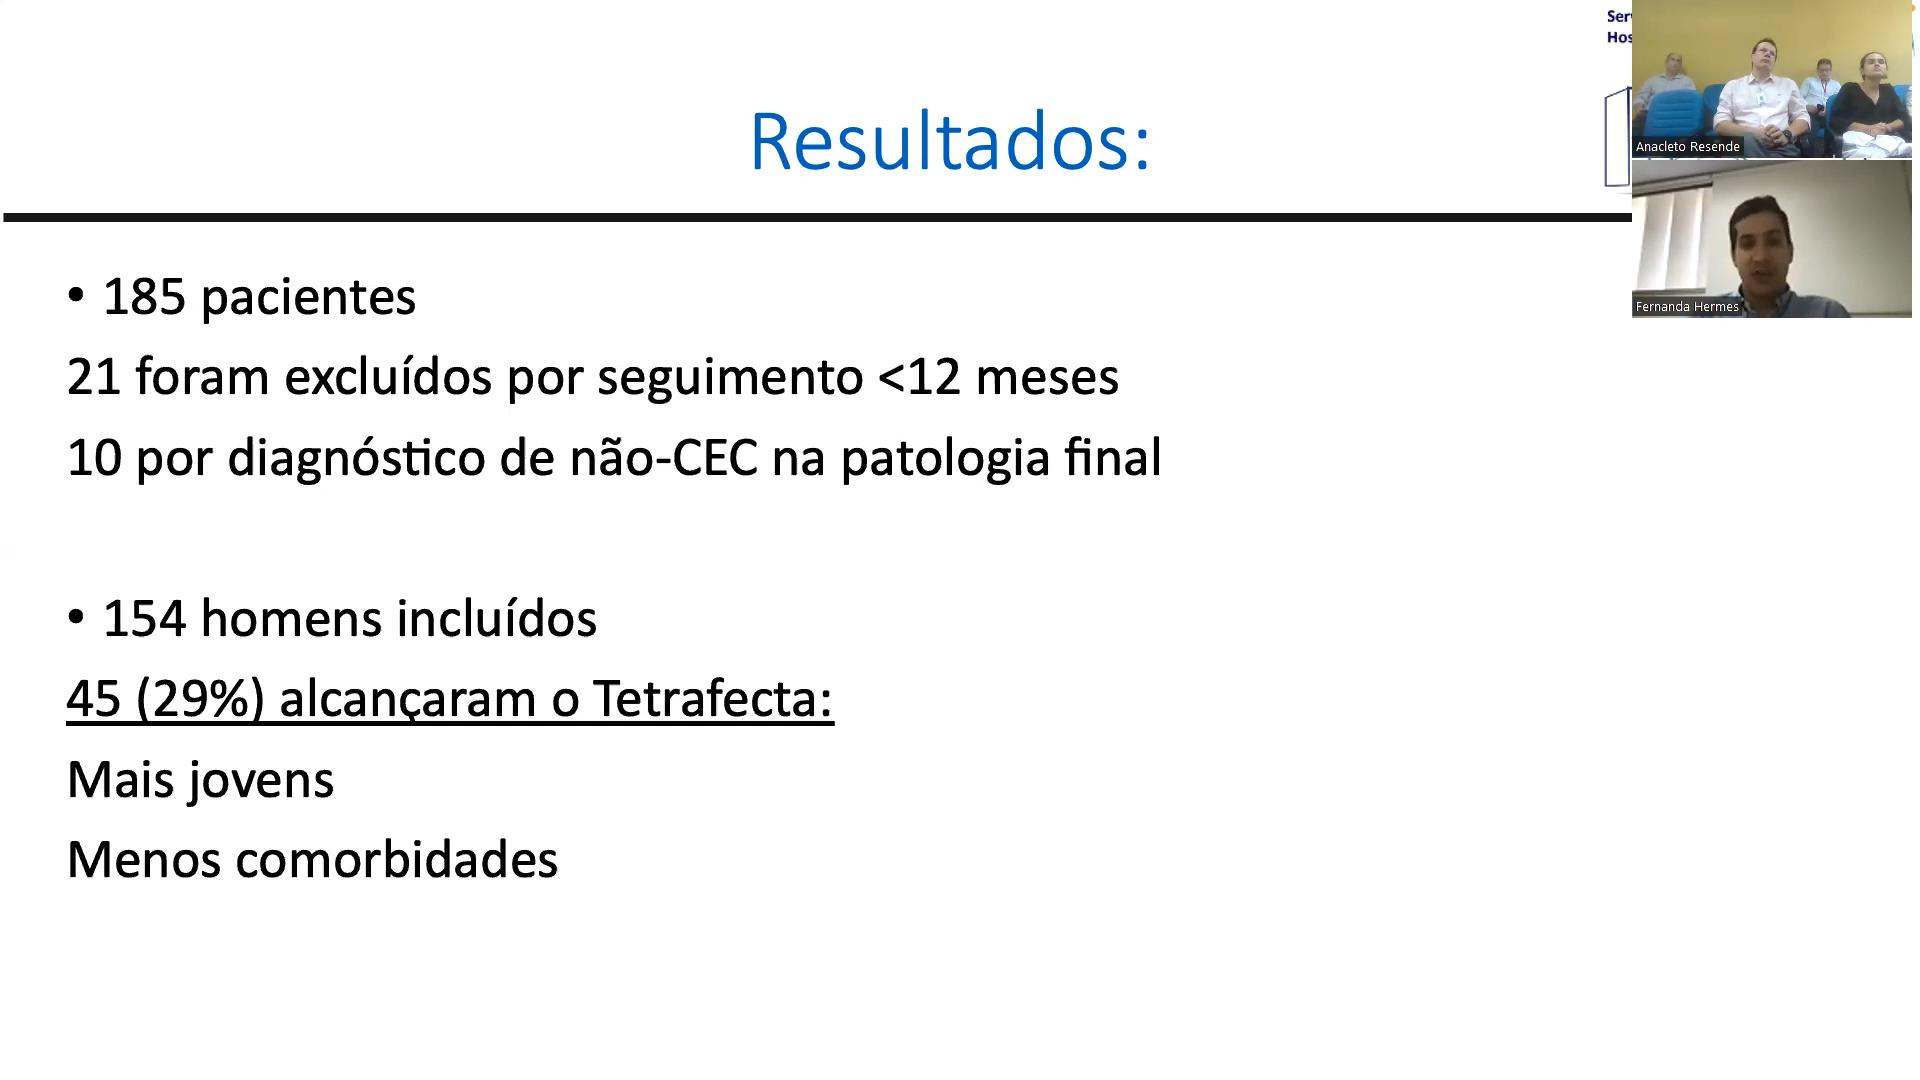 Resultados:
• 185 pacientes
21 foram excluídos por seguimento <12 meses
10 por diagnóstico de não-CEC na patologia final
• 154 homens incluídos
45 (29%) alcançaram o Tetrafecta:
Mais jovens
Menos comorbidades
Anacleto Resende
Fernanda Hermes